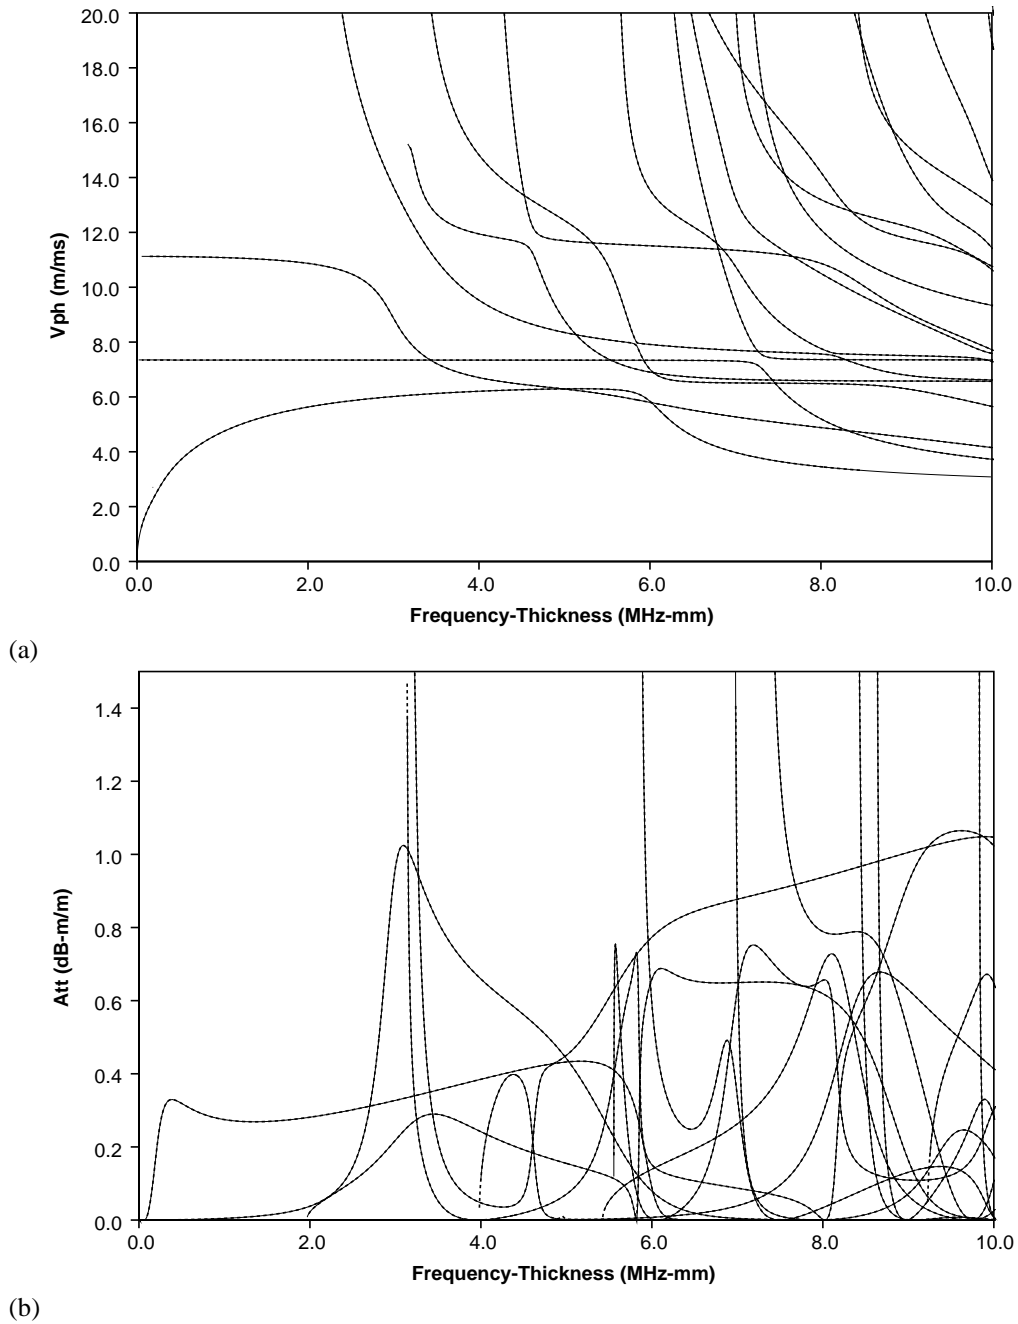 20.0
18.0
16.0
14.0
12.0
10.0
8.0
6.0
4.0
2.0
0.0
Vph (m/ms)
0.0 2.0 4.0 6.0 8.0 10.0
Frequency-Thickness (MHz-mm)
(a)
1.4
1.2
1.0
0.8
0.6
0.4
0.2
0.0
Att (dB-m/m)
0.0 2.0 4.0 6.0 8.0 10.0
Frequency-Thickness (MHz-mm)
(b)